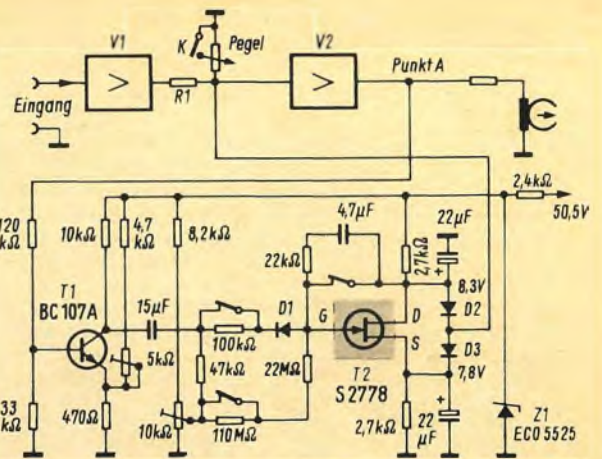 V1
K
Pegel
V2
Punkt A
Eingang
R1
2,4kΩ
50,5V
120
kΩ
10kΩ
4,7
kΩ
8,2kΩ
4,7µF
22kΩ
2,7kΩ
22µF
+
8,3V
T1
BC 107A
15µF
D1
G
D
S
D2
D3
7,8V
100kΩ
5kΩ
47kΩ
22MΩ
T2
S 2778
33
kΩ
470Ω
10kΩ
110MΩ
2,7kΩ
22
µF
+
Z1
ECO 5525